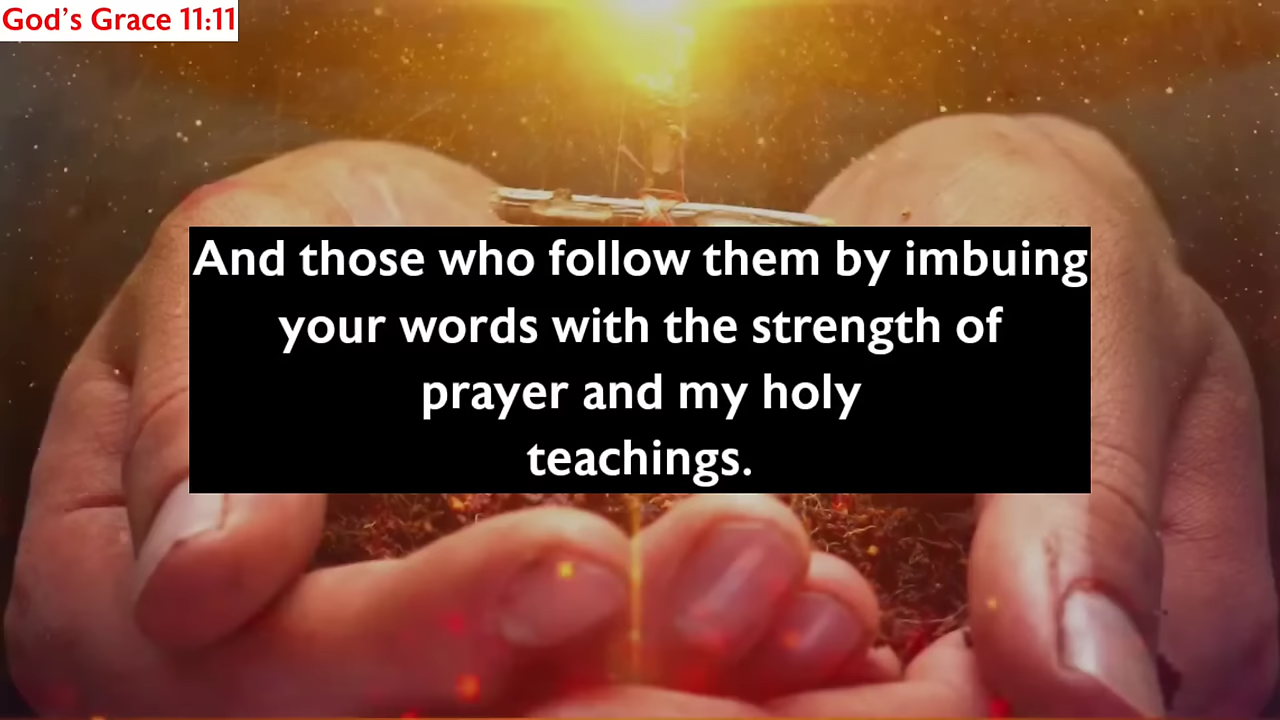 God's Grace 11:11
And those who follow them by imbuing
your words with the strength of
prayer and my holy
teachings.